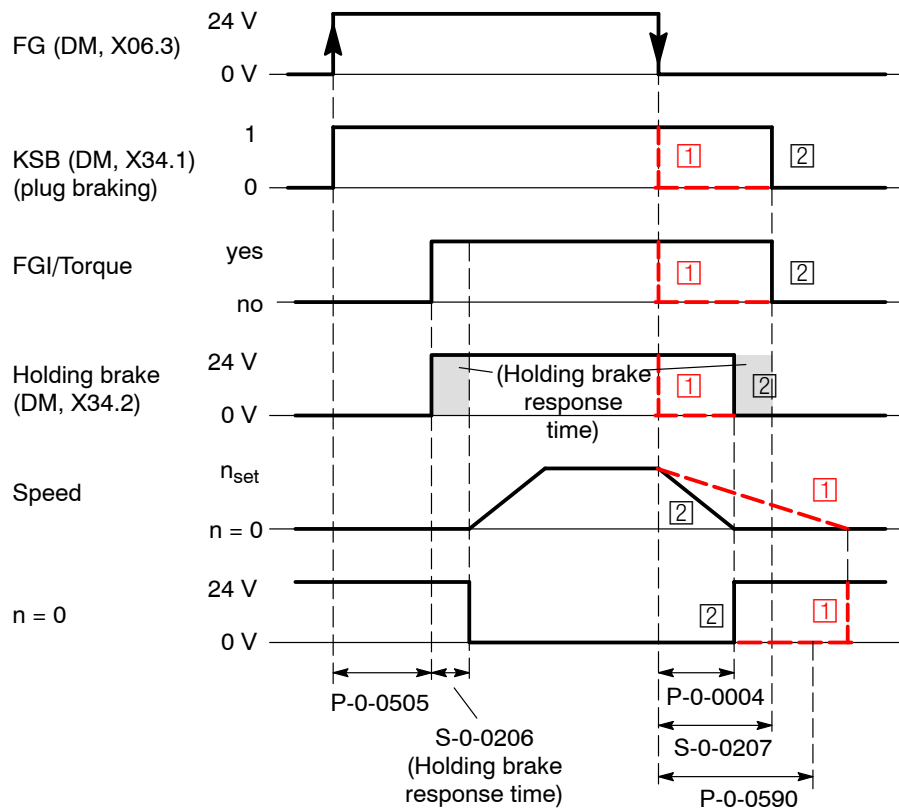 24 V
FG (DM, X06.3)
0 V
1
KSB (DM, X34.1)
(plug braking)
0
1
2
yes
FGI/Torque
no
1
2
24 V
Holding brake
(DM, X34.2)
0 V
(Holding brake
response
time)
1
2
nset
Speed
n = 0
2
1
24 V
n = 0
0 V
2
1
P-0-0505
P-0-0004
S-0-0206
(Holding brake
response time)
S-0-0207
P-0-0590